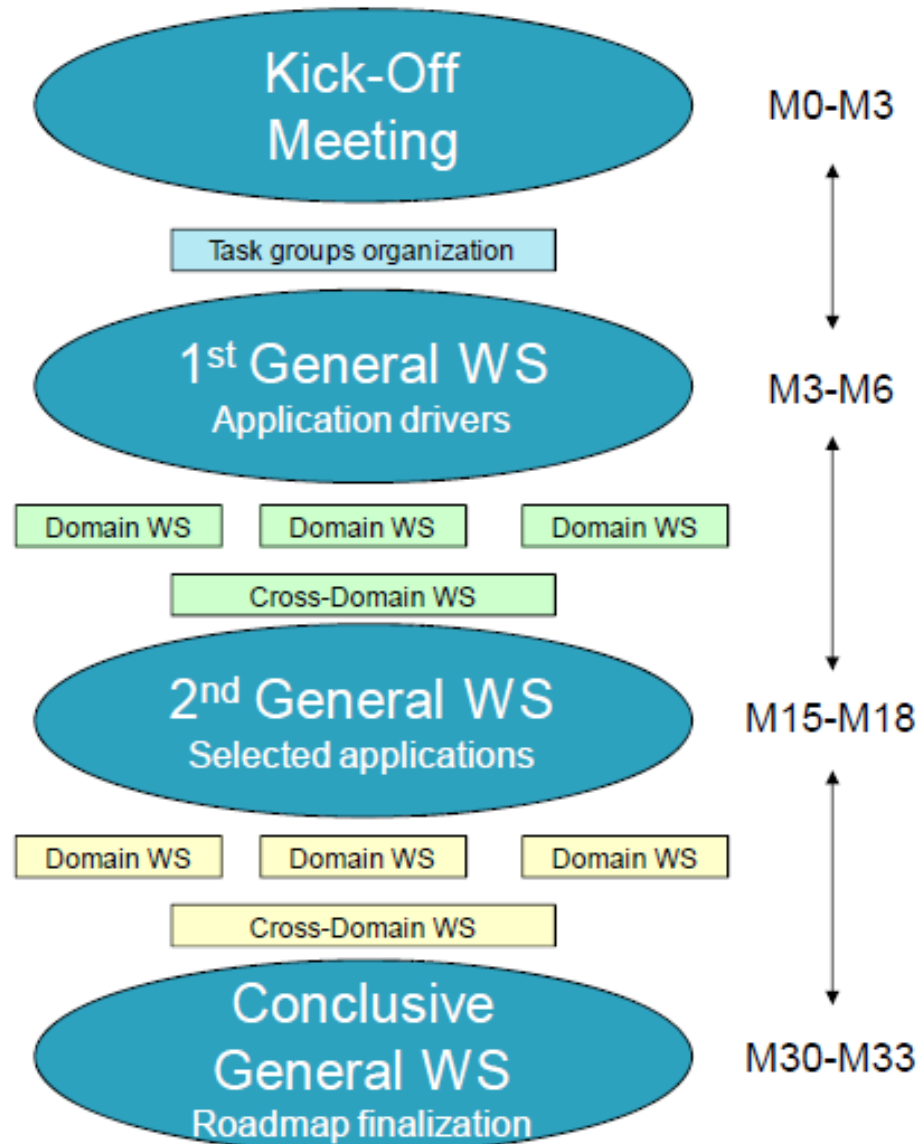 Kick-Off
Meeting
M0-M3
Task groups organization
1st General WS
Application drivers
M3-M6
Domain WS
Domain WS
Domain WS
Cross-Domain WS
2nd General WS
Selected applications
M15-M18
Domain WS
Domain WS
Domain WS
Cross-Domain WS
Conclusive
General WS
Roadmap finalization
M30-M33